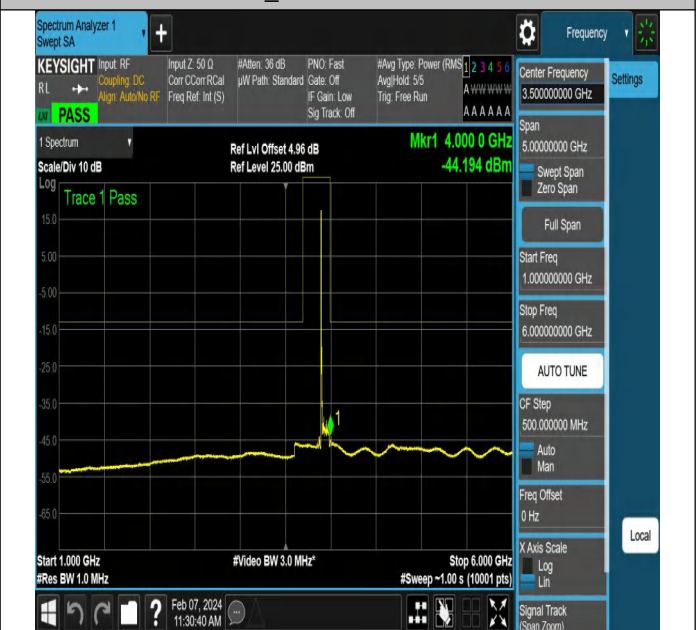 Spectrum Analyzer 1
Swept SA
+
Frequency
KEYSIGHT
RL
Input: RF
Coupling: DC
Align: Auto/No RF
Input Z: 50 Ω
Corr CCorr RCal
Freq Ref: Int (S)
#Atten: 36 dB
µW Path: Standard
PNO: Fast
Gate: Off
IF Gain: Low
Sig Track: Off
#Avg Type: Power (RMS
Avg|Hold: 5/5
Trig: Free Run
1 2 3 4 5 6
A W W W W W
A A A A A A
PASS
1 Spectrum
Scale/Div 10 dB
Ref Lvl Offset 4.96 dB
Ref Level 25.00 dBm
Mkr1 4.000 0 GHz
-44.194 dBm
Log
Trace 1 Pass
15.0
5.00
-5.00
-15.0
-25.0
-35.0
-45.0
-55.0
-65.0
1
Start 1.000 GHz
#Res BW 1.0 MHz
#Video BW 3.0 MHz*
Stop 6.000 GHz
#Sweep ~1.00 s (10001 pts)
Center Frequency
3.500000000 GHz
Settings
Span
5.00000000 GHz
Swept Span
Zero Span
Full Span
Start Freq
1.000000000 GHz
Stop Freq
6.000000000 GHz
AUTO TUNE
CF Step
500.000000 MHz
Auto
Man
Freq Offset
0 Hz
X Axis Scale
Log
Lin
Signal Track
(Span Zoom)
Local
?
Feb 07, 2024
11:30:40 AM